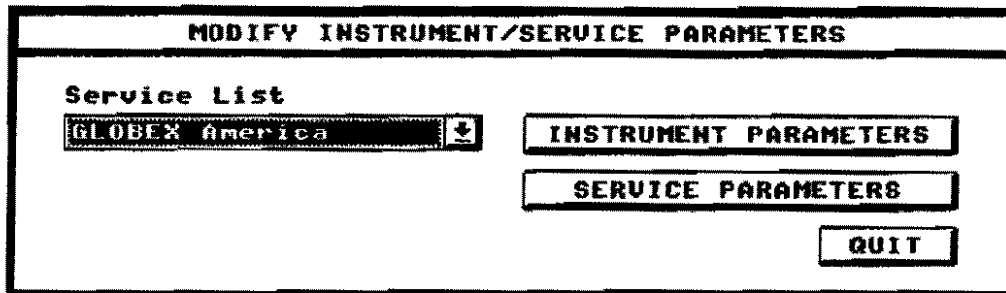 MODIFY INSTRUMENT/SERVICE PARAMETERS
Service List
GLOBEX America
INSTRUMENT PARAMETERS
SERVICE PARAMETERS
QUIT